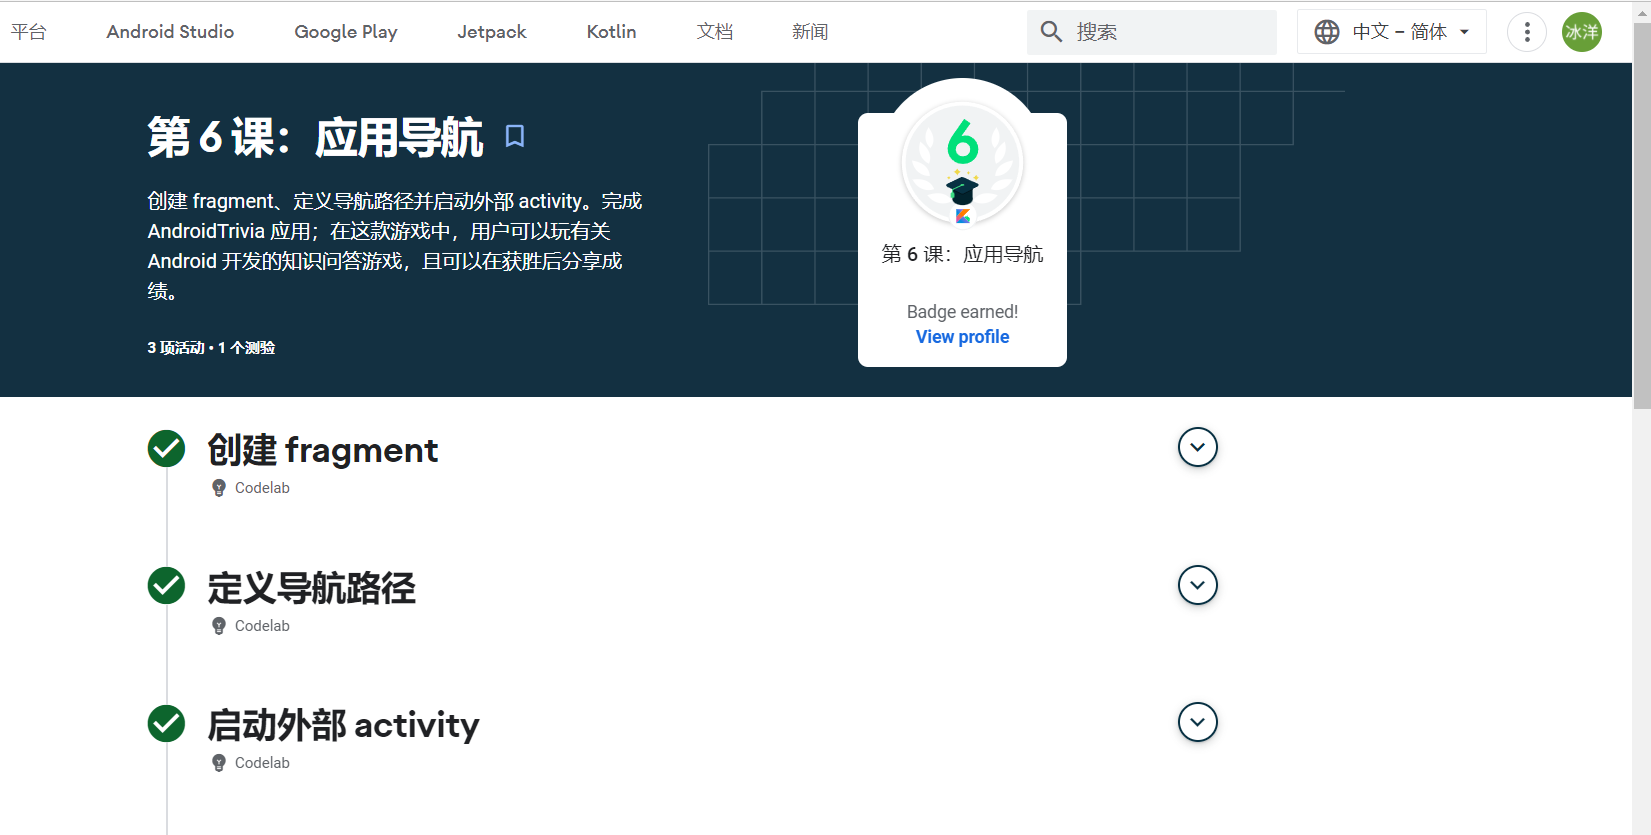 平台
Android Studio
Google Play
Jetpack
Kotlin
文档
新闻
搜索
中文 – 简体
冰洋
第 6 课：应用导航
创建 fragment、定义导航路径并启动外部 activity。完成
AndroidTrivia 应用；在这款游戏中，用户可以玩有关
Android 开发的知识问答游戏，且可以在获胜后分享成
绩。
3 项活动 • 1 个测验
6
第 6 课：应用导航
Badge earned!
View profile
创建 fragment
Codelab
定义导航路径
Codelab
启动外部 activity
Codelab